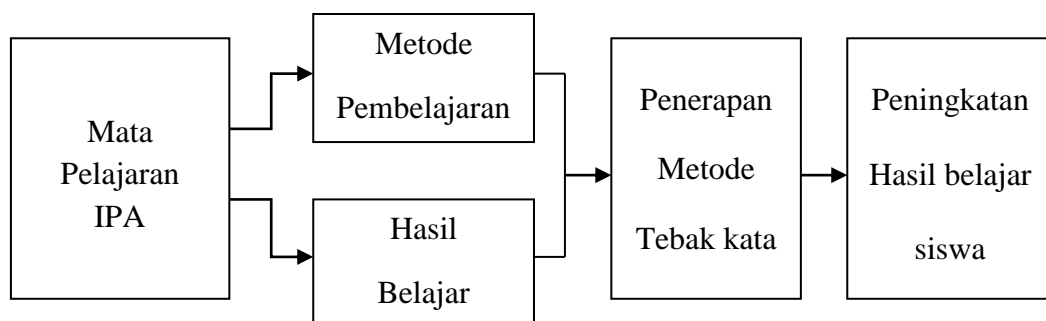 Mata
Pelajaran
IPA
Metode
Pembelajaran
Hasil
Belajar
Penerapan
Metode
Tebak kata
Peningkatan
Hasil belajar
siswa